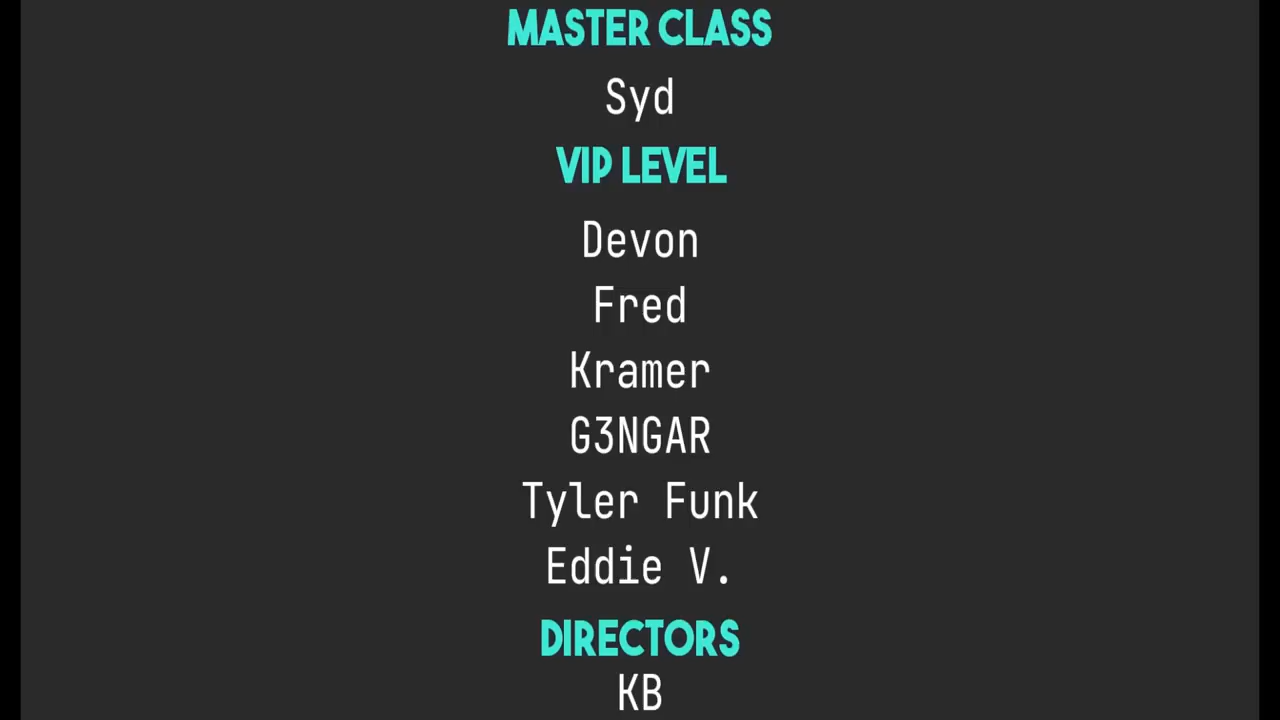 MASTER CLASS
Syd
VIP LEVEL
Devon
Fred
Kramer
G3NGAR
Tyler Funk
Eddie V.
DIRECTORS
KB